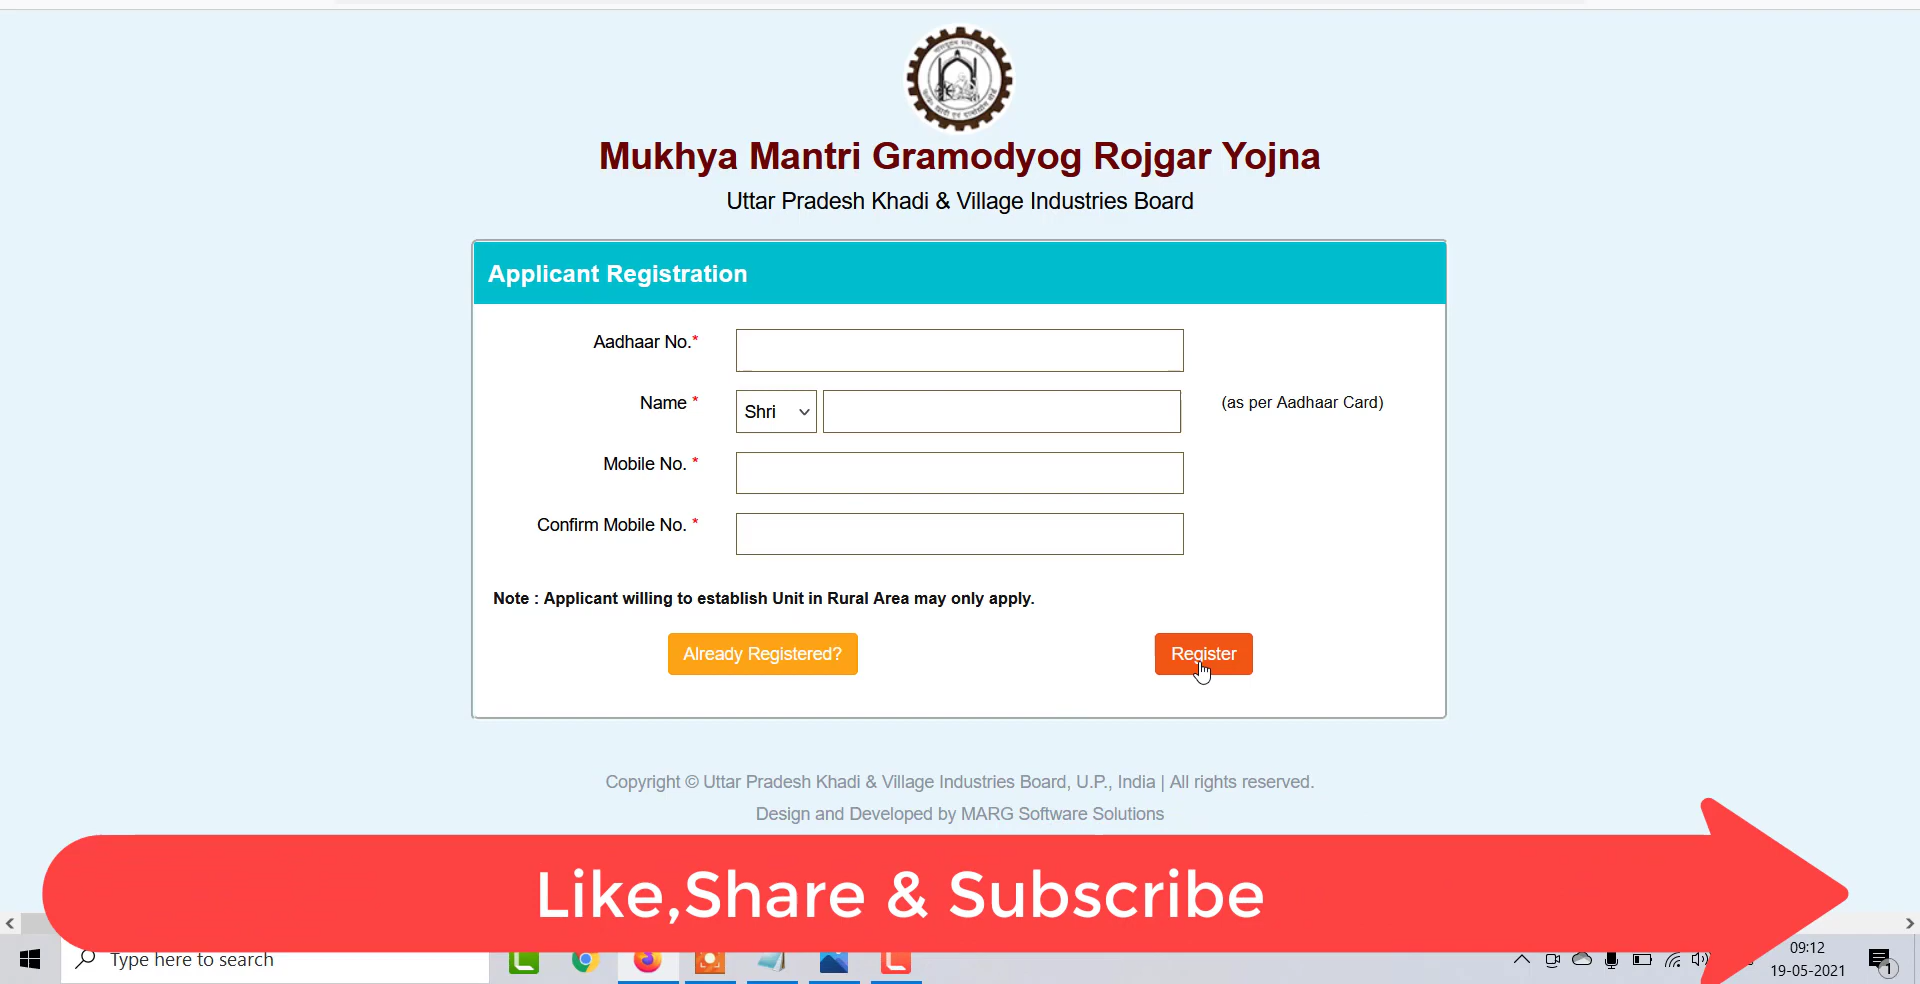 Mukhya Mantri Gramodyog Rojgar Yojna
Uttar Pradesh Khadi & Village Industries Board
Applicant Registration
Aadhaar No.*
Name * Shri (as per Aadhaar Card)
Mobile No. *
Confirm Mobile No. *
Note : Applicant willing to establish Unit in Rural Area may only apply.
Already Registered? Register
Copyright © Uttar Pradesh Khadi & Village Industries Board, U.P., India | All rights reserved.
Design and Developed by MARG Software Solutions
Like,Share & Subscribe
Type here to search
09:12
19-05-2021
1